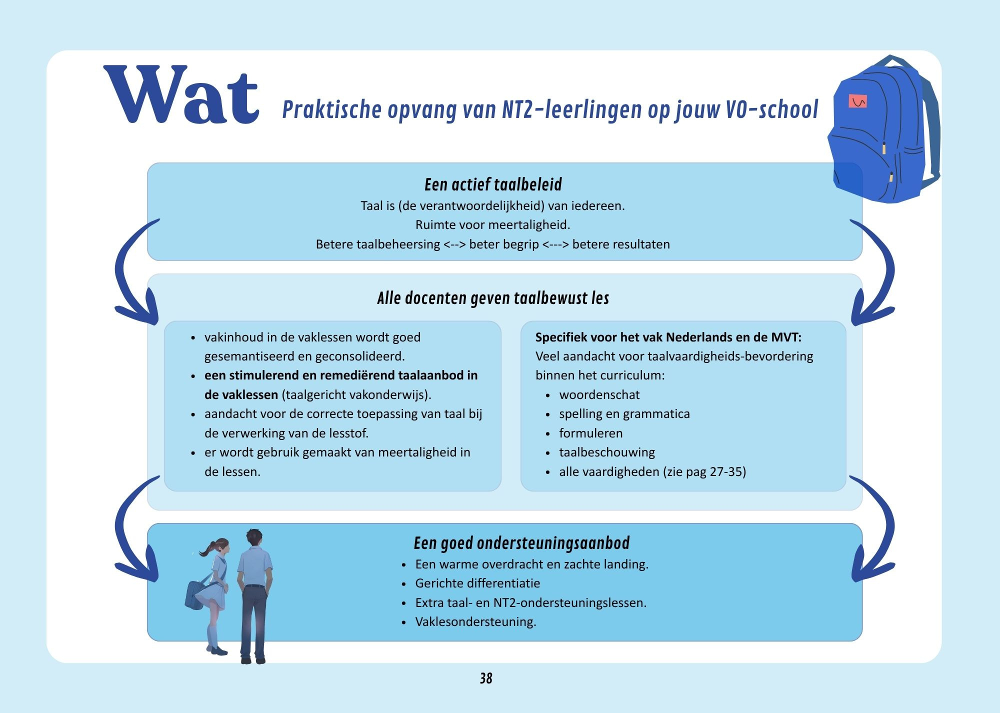 Wat
Praktische opvang van NT2-leerlingen op jouw VO-school
Een actief taalbeleid
Taal is (de verantwoordelijkheid) van iedereen.
Ruimte voor meertaligheid.
Betere taalbeheersing <--> beter begrip <---> betere resultaten
Alle docenten geven taalbewust les
• vakinhoud in de vaklessen wordt goed
gesemantiseerd en geconsolideerd.
• een stimulerend en remediërend taalaanbod in
de vaklessen (taalgericht vakonderwijs).
• aandacht voor de correcte toepassing van taal bij
de verwerking van de lesstof.
• er wordt gebruik gemaakt van meertaligheid in
de lessen.
Specifiek voor het vak Nederlands en de MVT:
Veel aandacht voor taalvaardigheids-bevordering
binnen het curriculum:
• woordenschat
• spelling en grammatica
• formuleren
• taalbeschouwing
• alle vaardigheden (zie pag 27-35)
Een goed ondersteuningsaanbod
• Een warme overdracht en zachte landing.
• Gerichte differentiatie
• Extra taal- en NT2-ondersteuningslessen.
• Vaklesondersteuning.
38